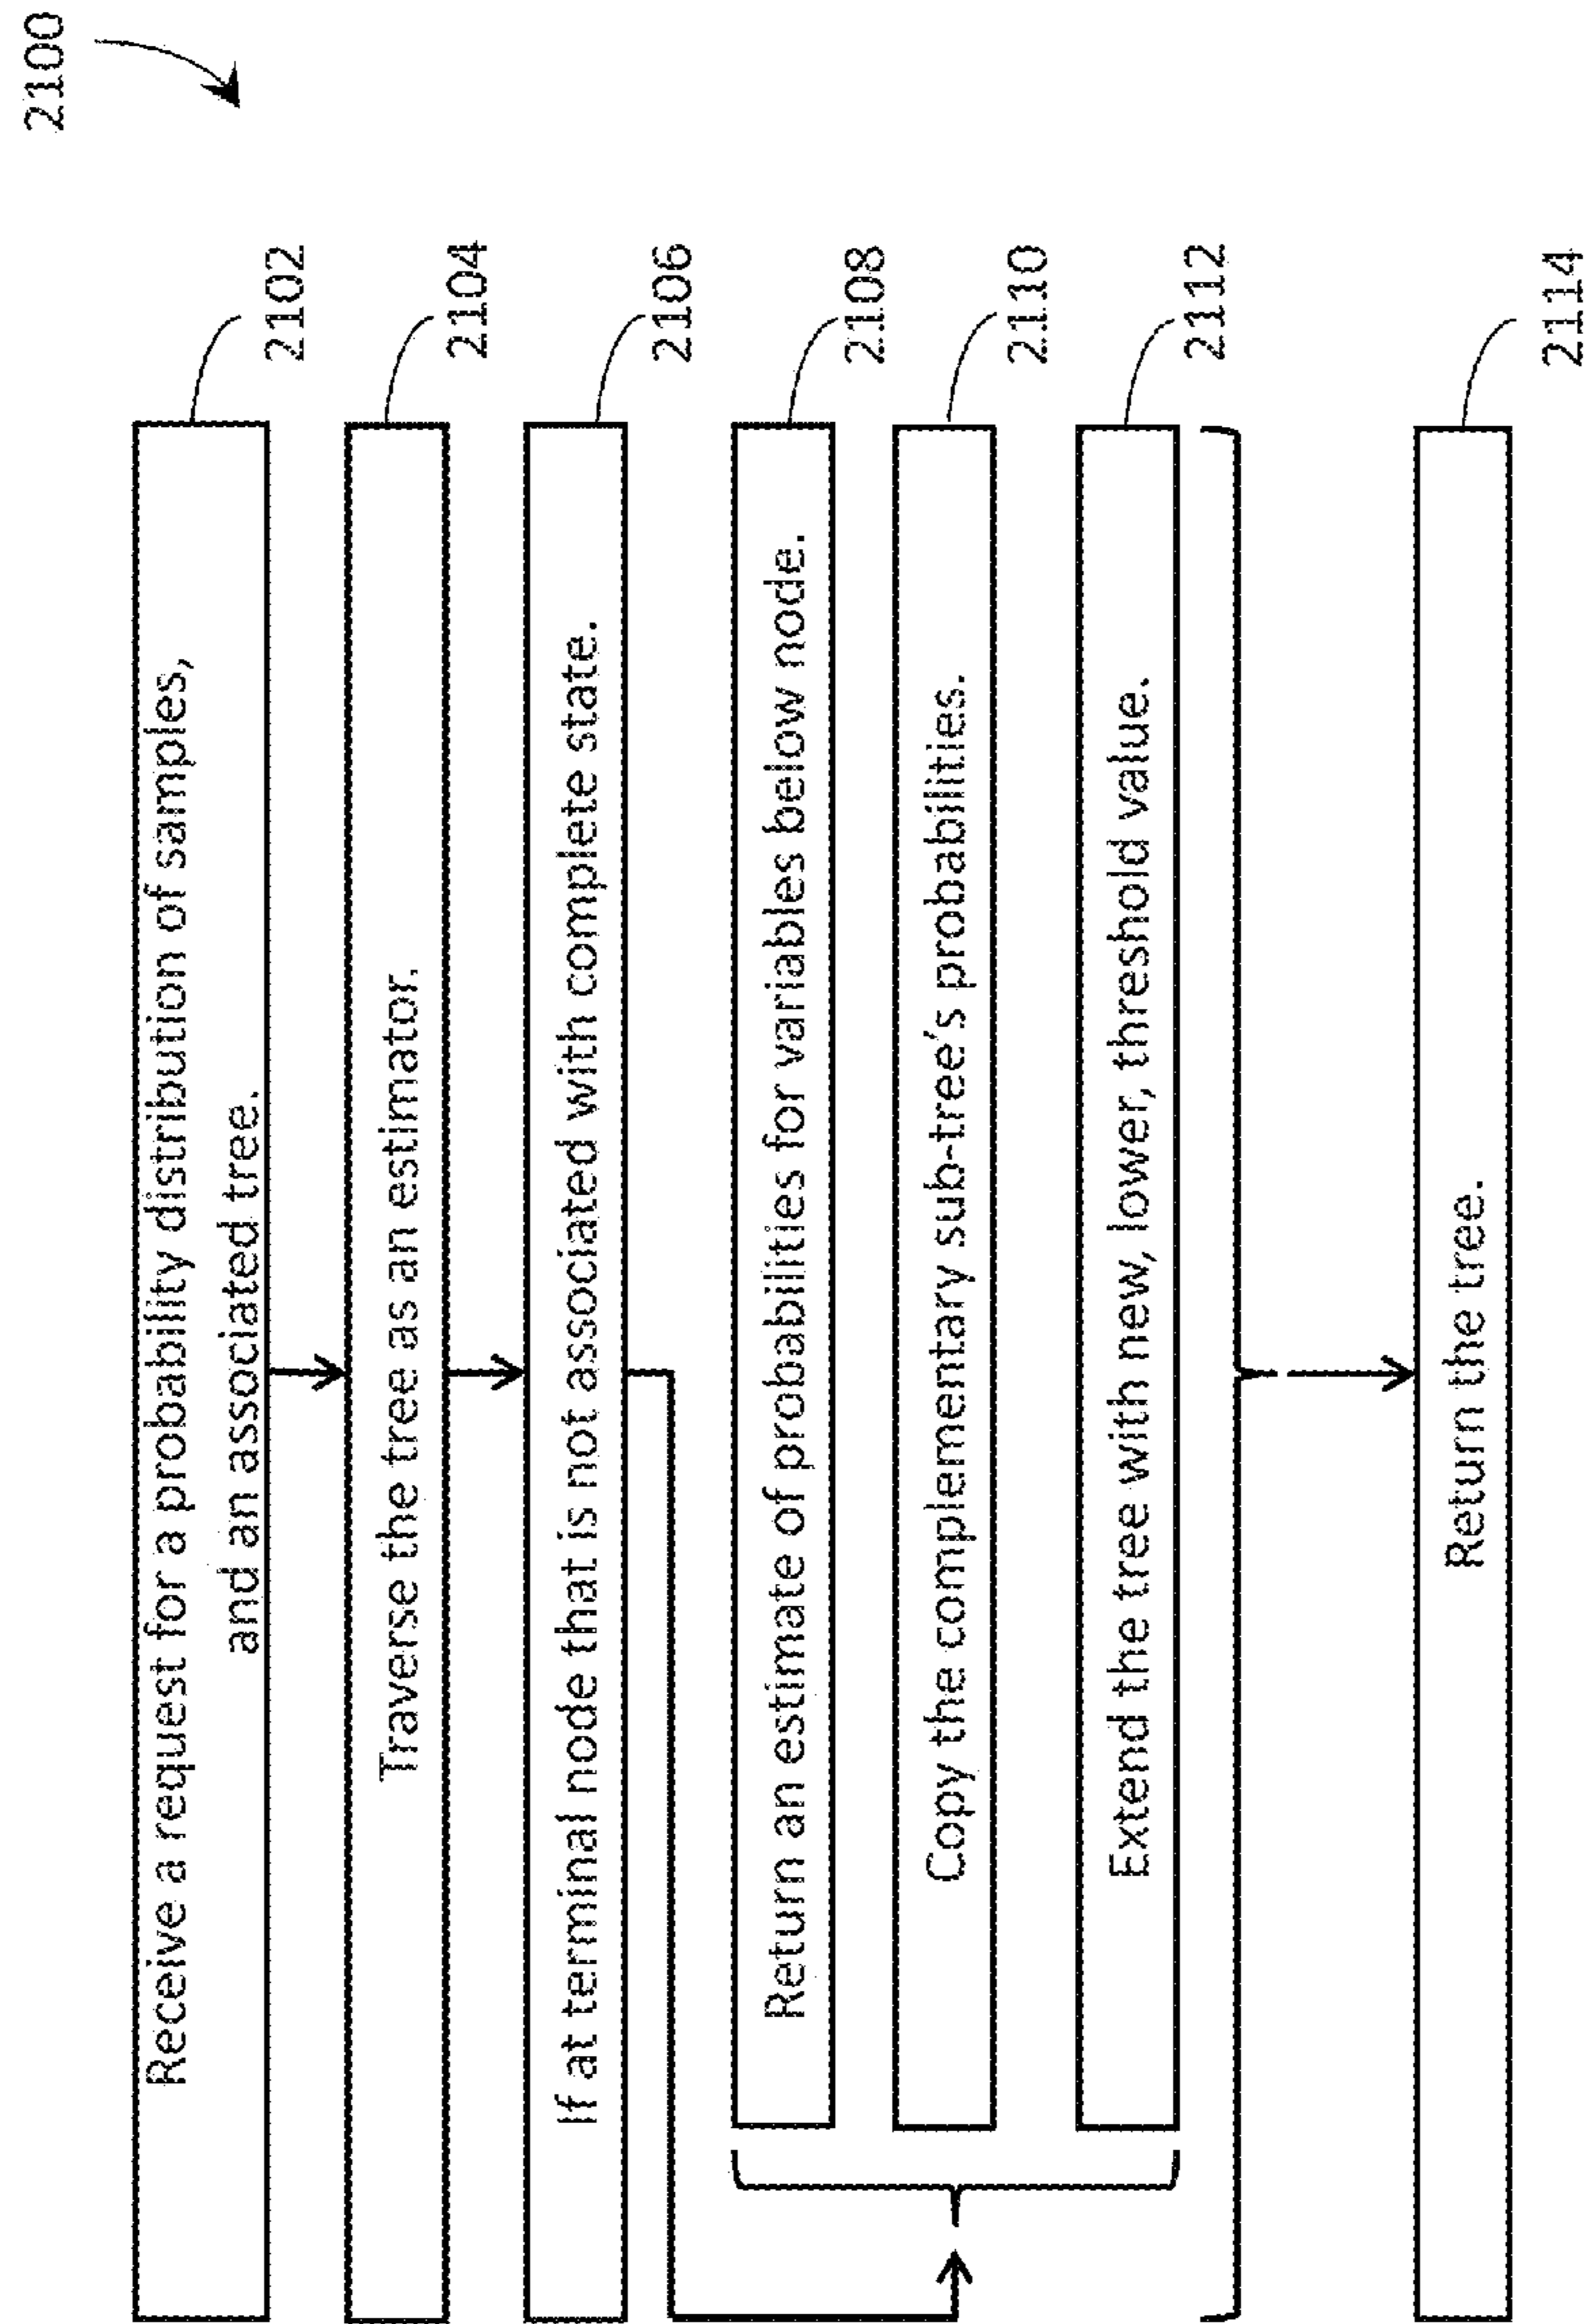 2100
Receive a request for a probability distribution of samples,
and an associated tree.
2102
Traverse the tree as an estimator.
2104
If at terminal node that is not associated with complete state.
2106
Return an estimate of probabilities for variables below node.
2108
Copy the complementary sub-tree's probabilities.
2110
Extend the tree with new, lower, threshold value.
2112
Return the tree.
2114